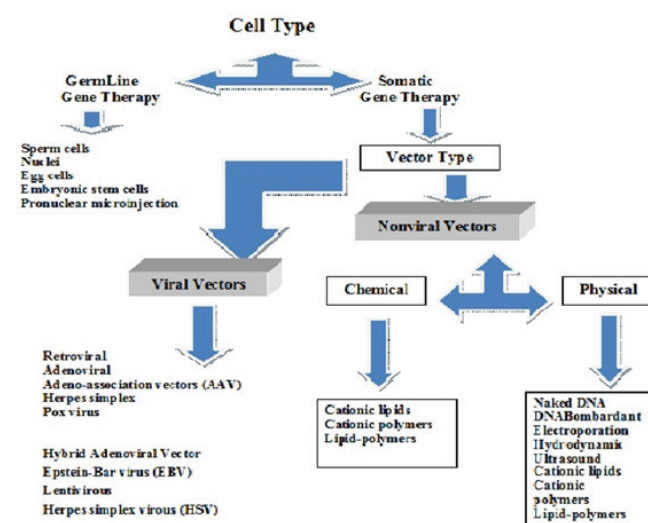 Cell Type
GermLine
Gene Therapy
Somatic
Gene Therapy
Sperm cells
Nuclei
Egg cells
Embryonic stem cells
Pronuclear microinjection
Vector Type
Nonviral Vectors
Viral Vectors
Chemical
Physical
Retroviral
Adenoviral
Adeno-association vectors (AAV)
Herpes simplex
Pox virus
Hybrid Adenoviral Vector
Epstein-Bar virus (EBV)
Lentivirous
Herpes simplex virous (HSV)
Cationic lipids
Cationic polymers
Lipid-polymers
Naked DNA
DNABombardant
Electroporation
Hydrodynamic
Ultrasound
Cationic lipids
Cationic
polymers
Lipid-polymers